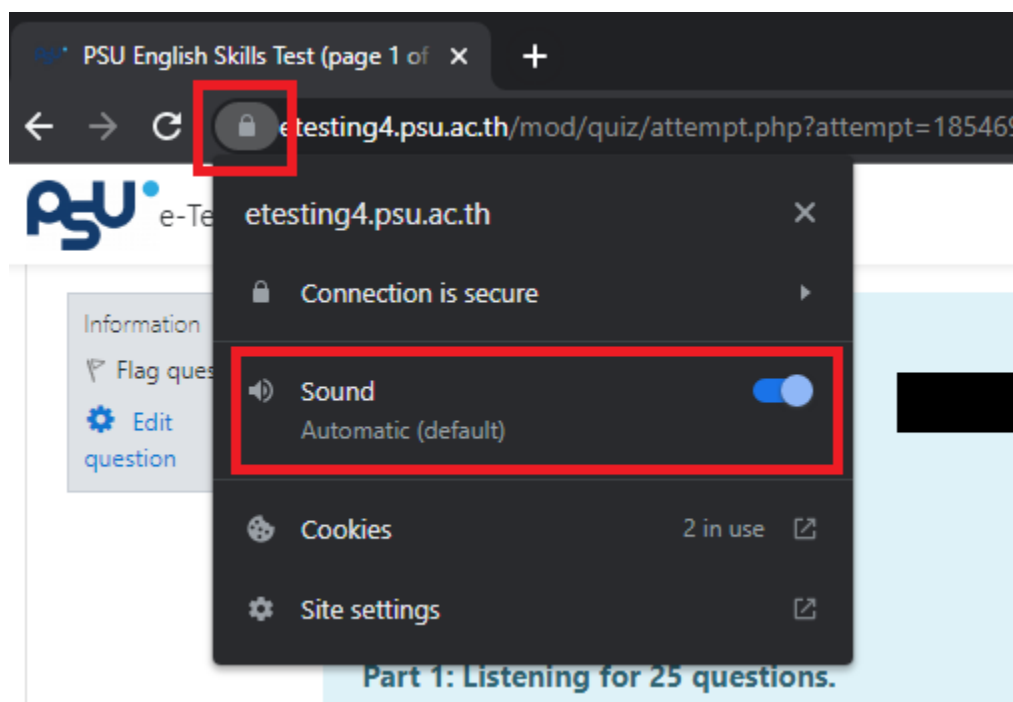 PSU English Skills Test (page 1 of
etesting4.psu.ac.th/mod/quiz/attempt.php?attempt=185469
PSU e-Te
etesting4.psu.ac.th
Connection is secure
Information
Flag ques
Edit
question
Sound
Automatic (default)
Cookies 2 in use
Site settings
Part 1: Listening for 25 questions.